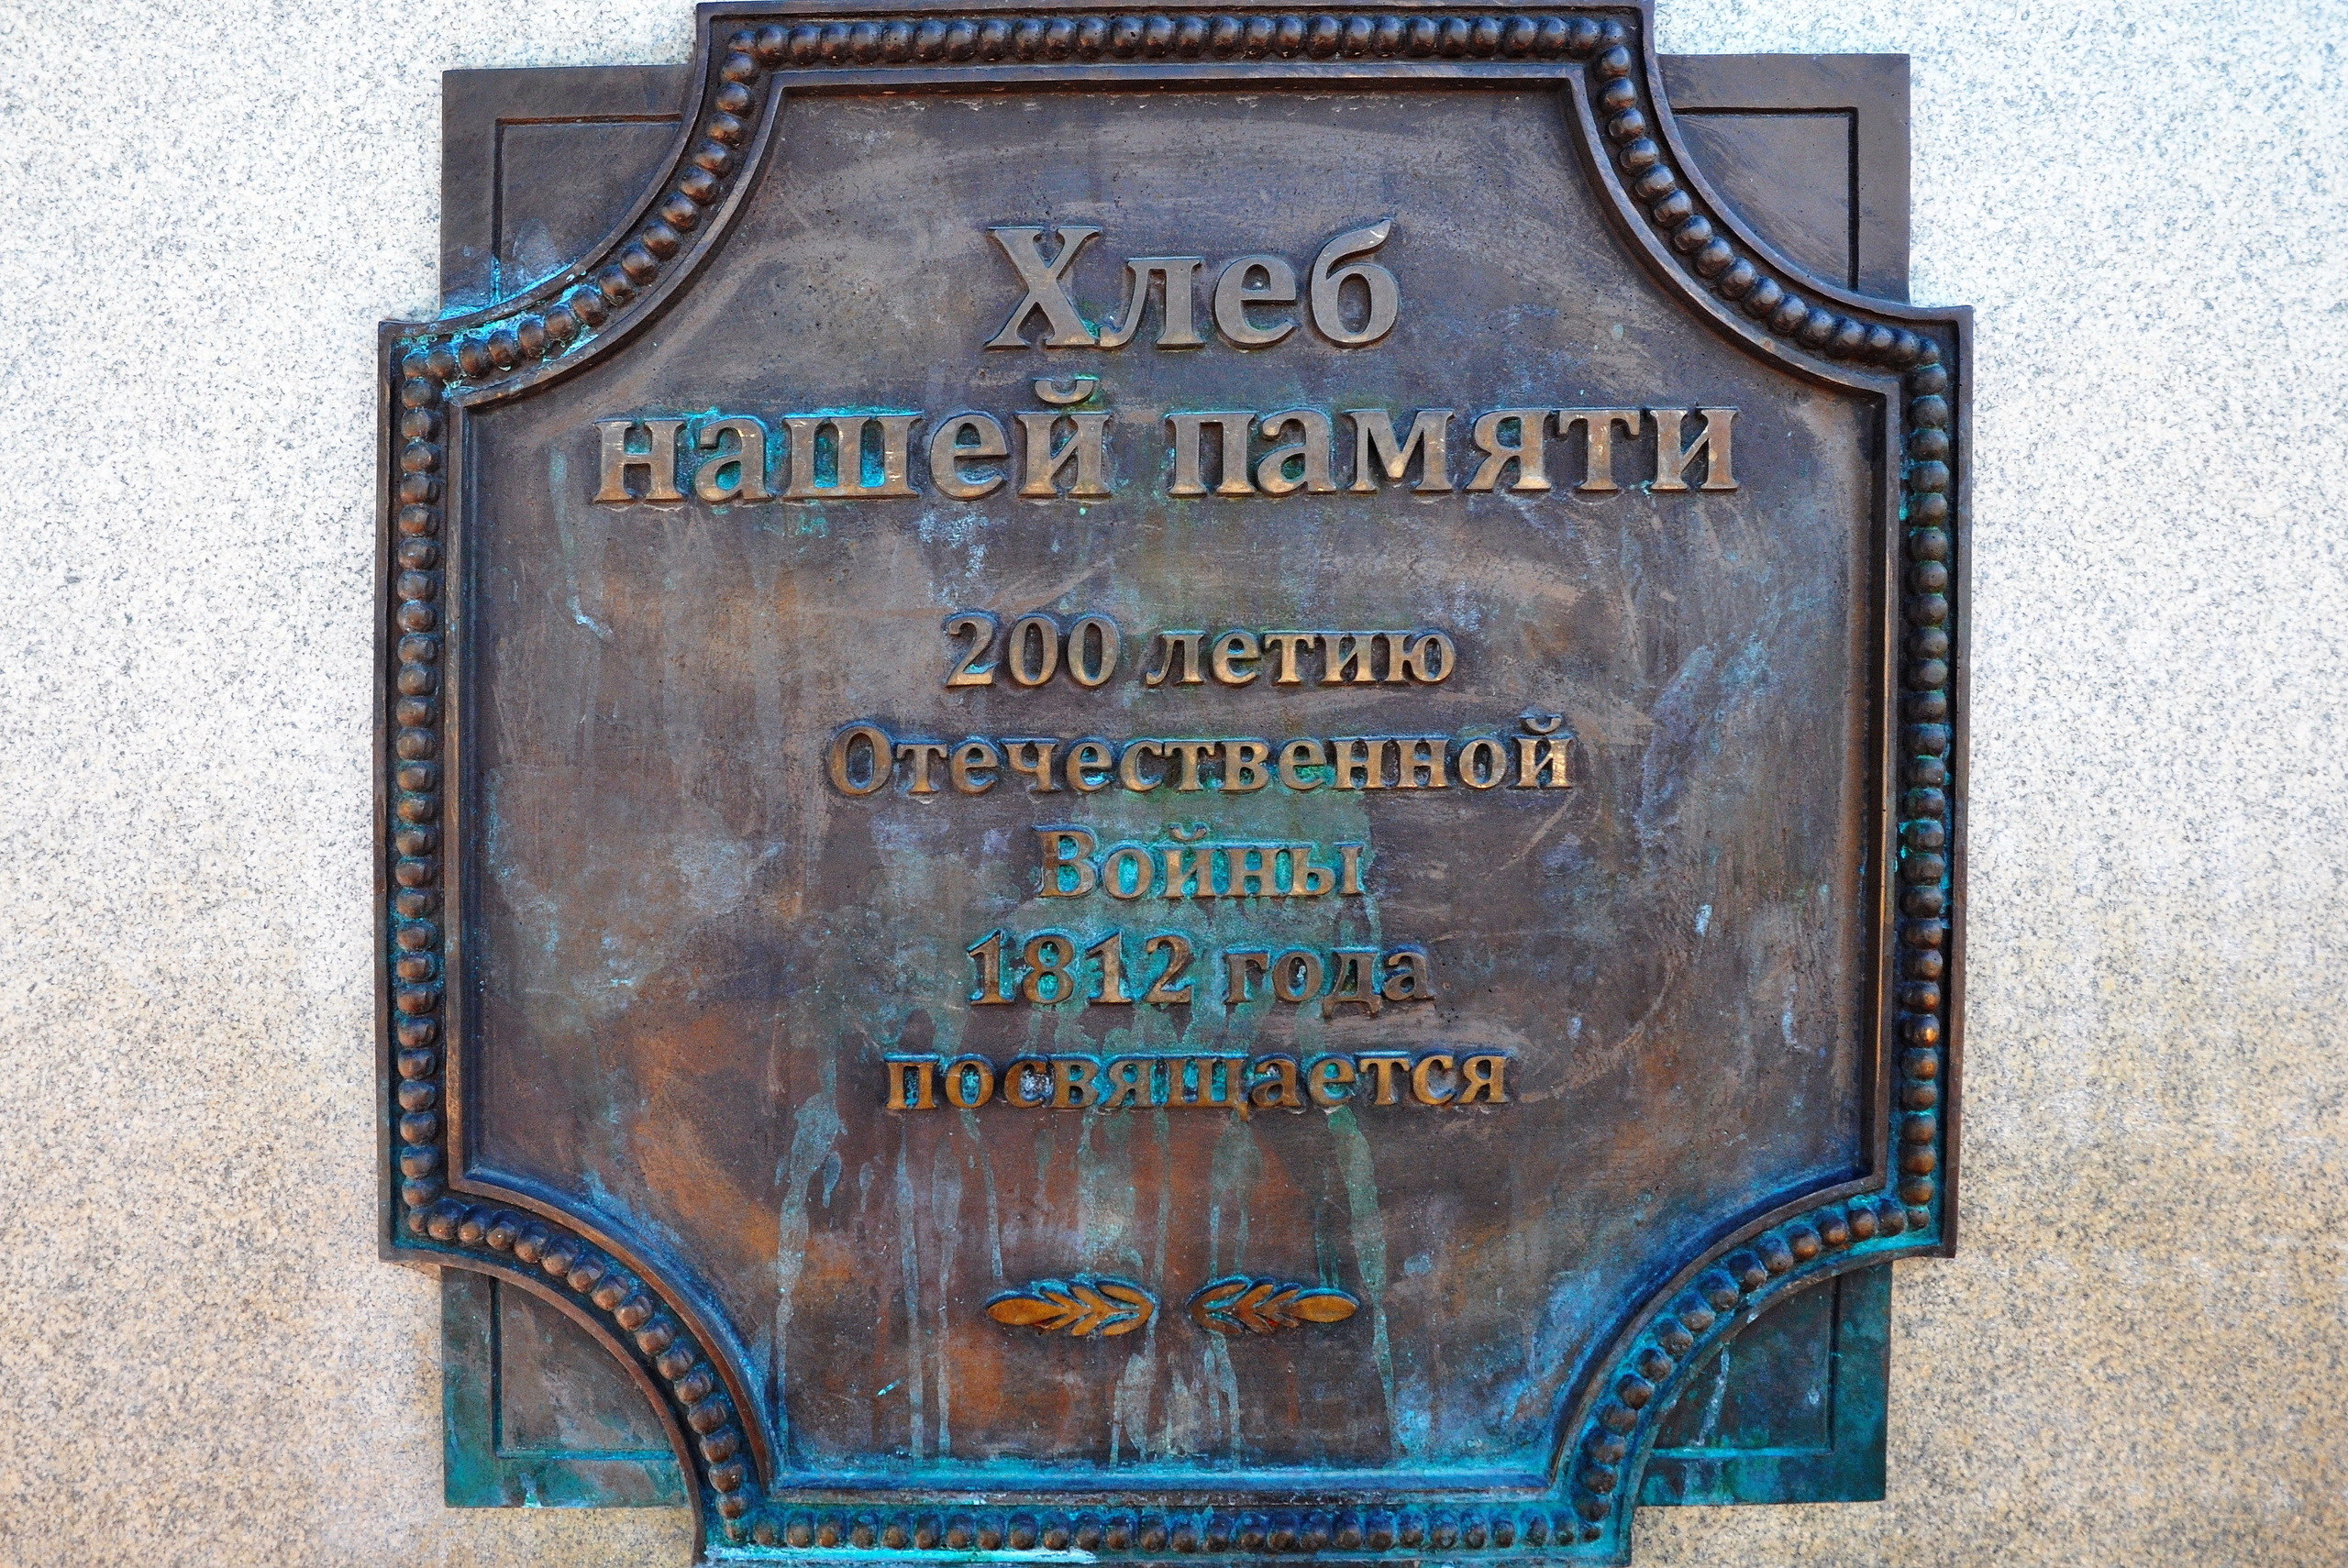 Хлеб
нашей памяти
200 летию
Отечественной
Войны
1812 года
посвящается